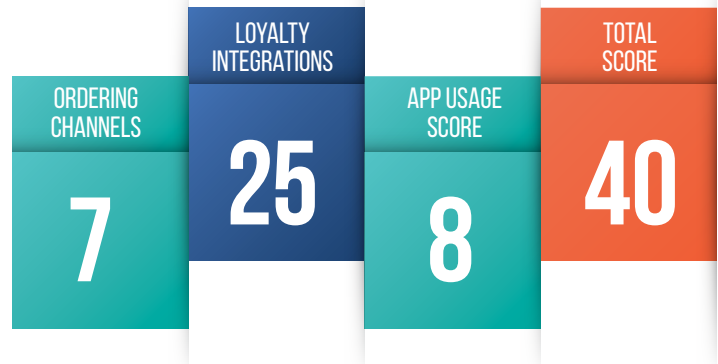 ORDERING
CHANNELS
7
LOYALTY
INTEGRATIONS
25
APP USAGE
SCORE
8
TOTAL
SCORE
40